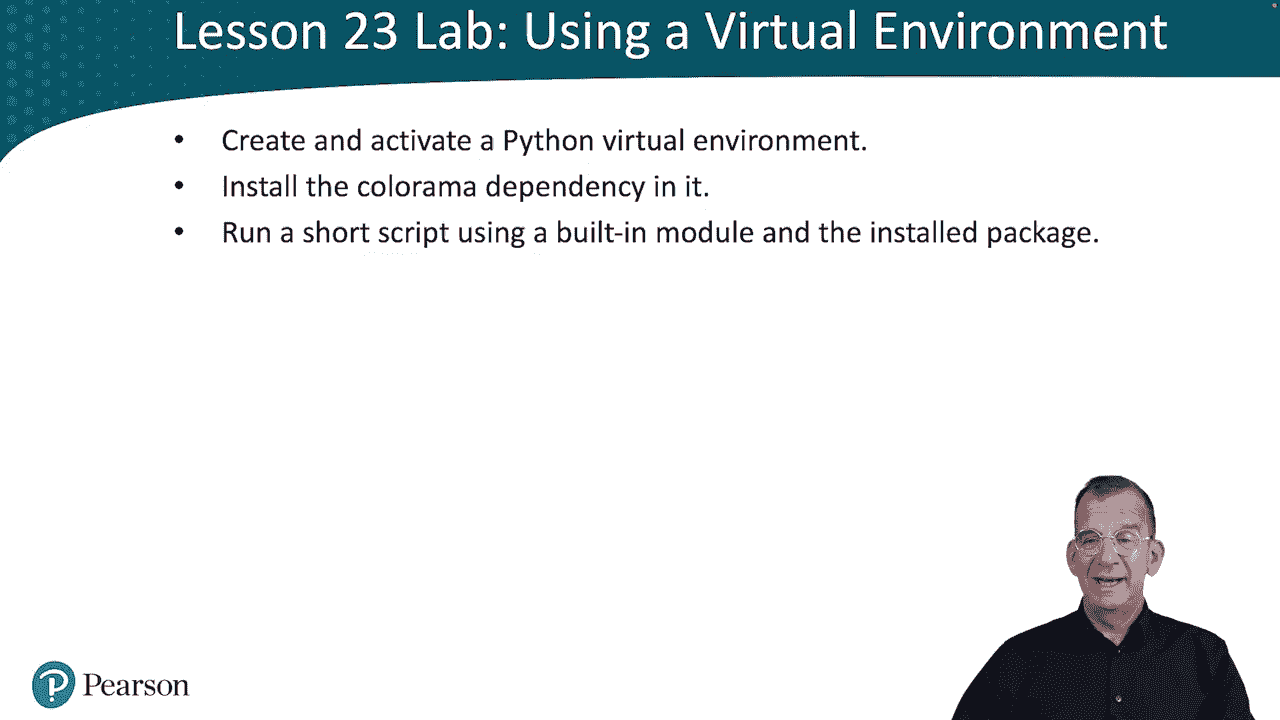 Lesson 23 Lab: Using a Virtual Environment
• Create and activate a Python virtual environment.
• Install the colorama dependency in it.
• Run a short script using a built-in module and the installed package.
Pearson